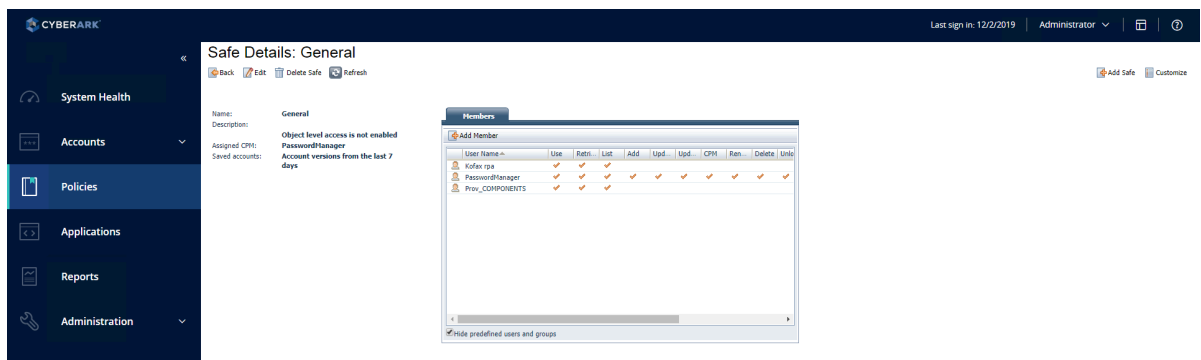 CYBERARK
Last sign in: 12/2/2019
Administrator
«
System Health
Accounts
Policies
Applications
Reports
Administration
Safe Details: General
Back Edit Delete Safe Refresh
Add Safe Customize
Name: General
Description:
Object level access is not enabled
Assigned CPM: PasswordManager
Saved accounts: Account versions from the last 7
days
Members
Add Member
User Name Use Retri... List Add Upd... Upd... CPM Ren... Delete Unlo
Kofax rpa
PasswordManager
Prov_COMPONENTS
Hide predefined users and groups